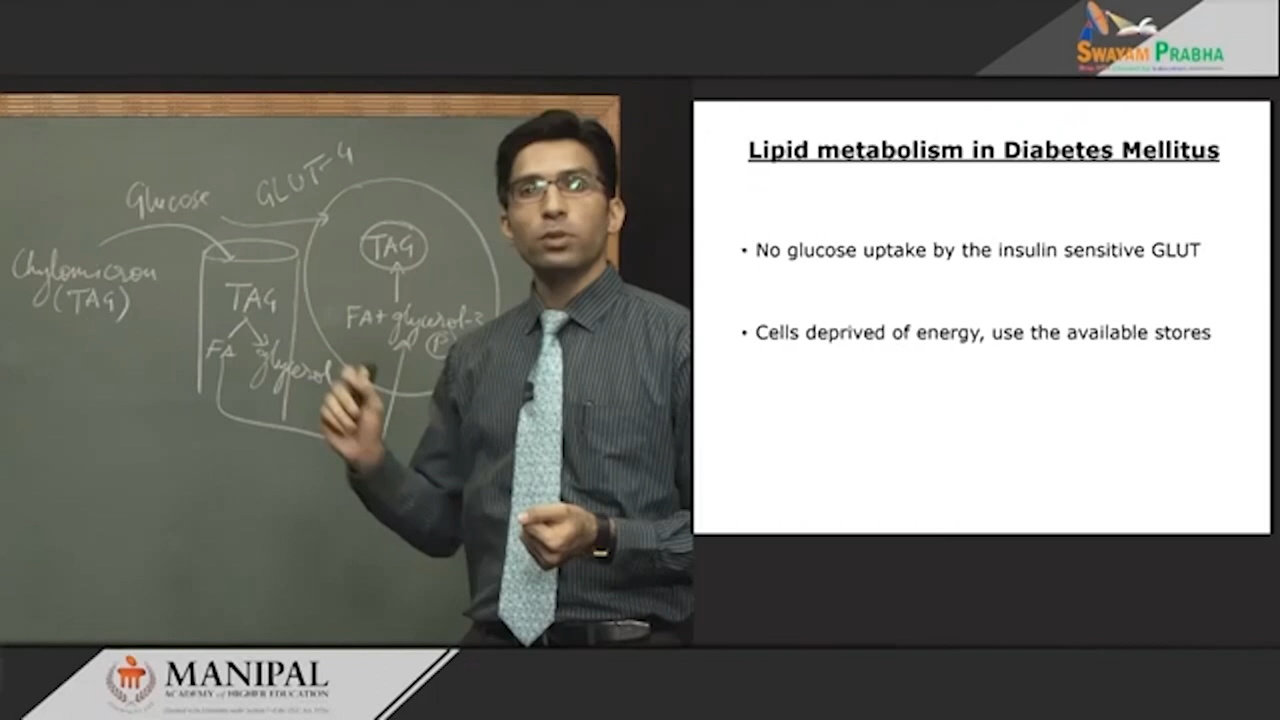 SWAYAM PRABHA
Glucose
GLUT-4
Chylomicron
(TAG)
TAG
FA
glycerol
TAG
FA+ glycerol-3
P
Lipid metabolism in Diabetes Mellitus
• No glucose uptake by the insulin sensitive GLUT
• Cells deprived of energy, use the available stores
MANIPAL
ACADEMY of HIGHER EDUCATION